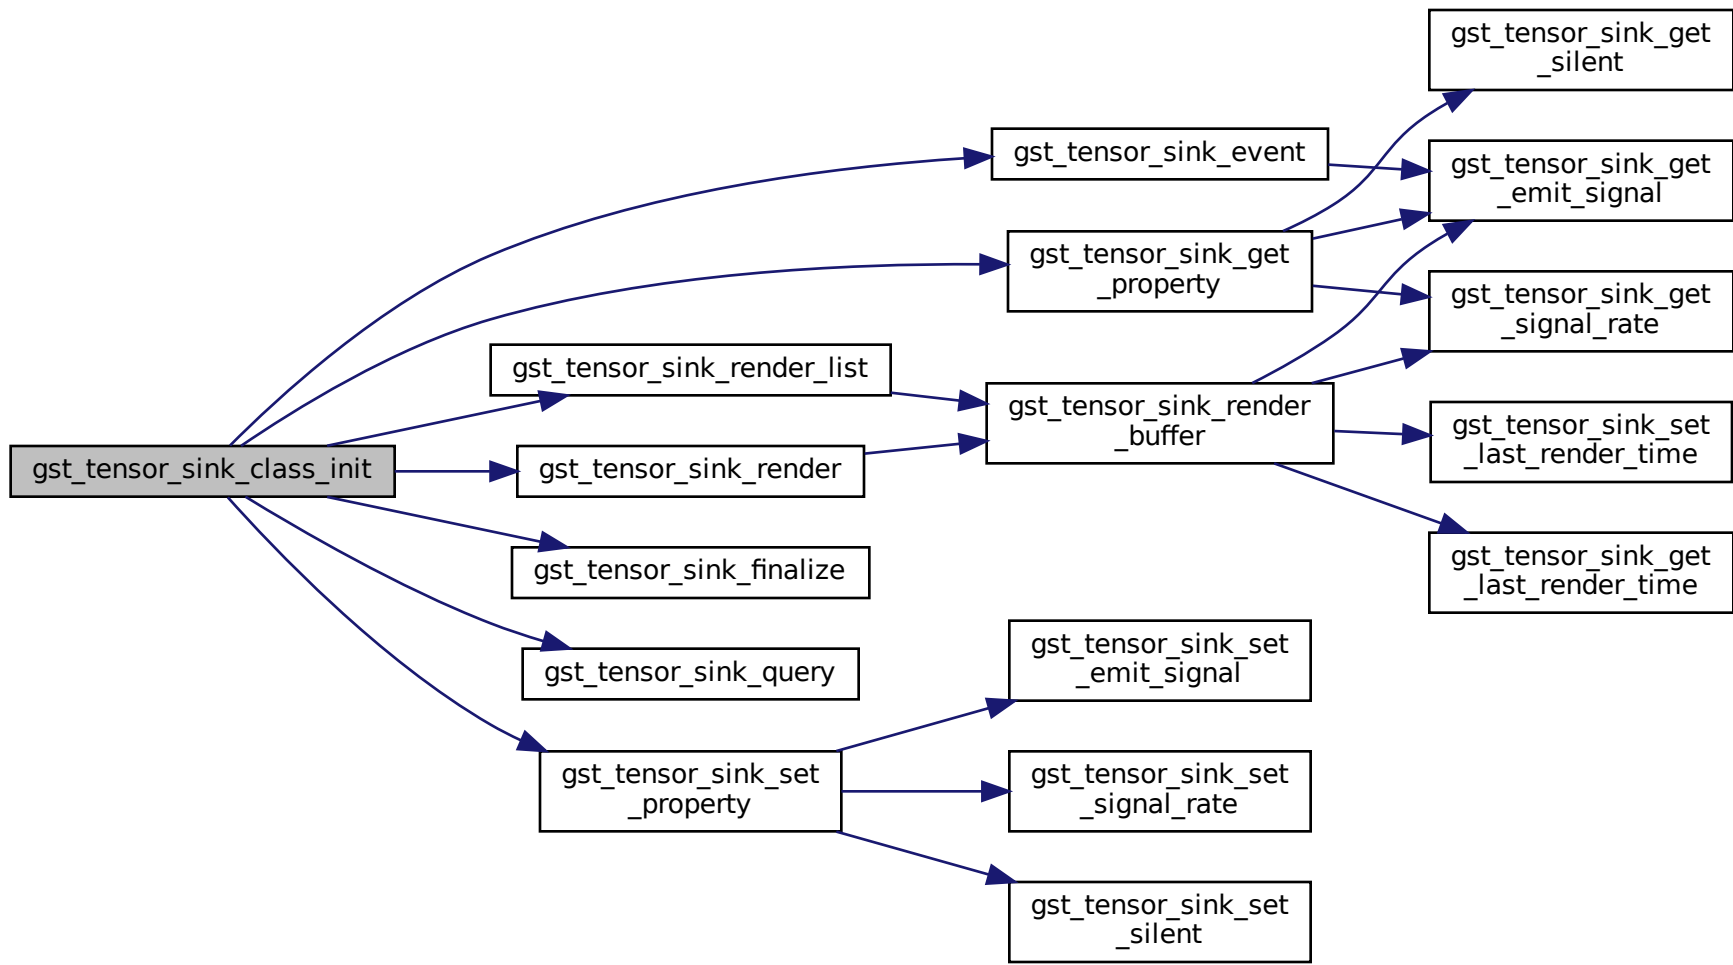 gst_tensor_sink_class_init
gst_tensor_sink_event
gst_tensor_sink_get
_property
gst_tensor_sink_render_list
gst_tensor_sink_render
gst_tensor_sink_finalize
gst_tensor_sink_query
gst_tensor_sink_set
_property
gst_tensor_sink_render
_buffer
gst_tensor_sink_set
_emit_signal
gst_tensor_sink_set
_signal_rate
gst_tensor_sink_set
_silent
gst_tensor_sink_get
_silent
gst_tensor_sink_get
_emit_signal
gst_tensor_sink_get
_signal_rate
gst_tensor_sink_set
_last_render_time
gst_tensor_sink_get
_last_render_time